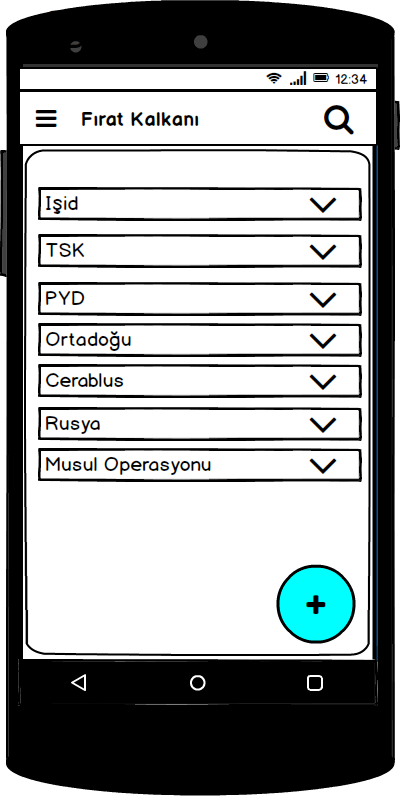 12:34
Fırat Kalkanı
Işid
TSK
PYD
Ortadoğu
Cerablus
Rusya
Musul Operasyonu